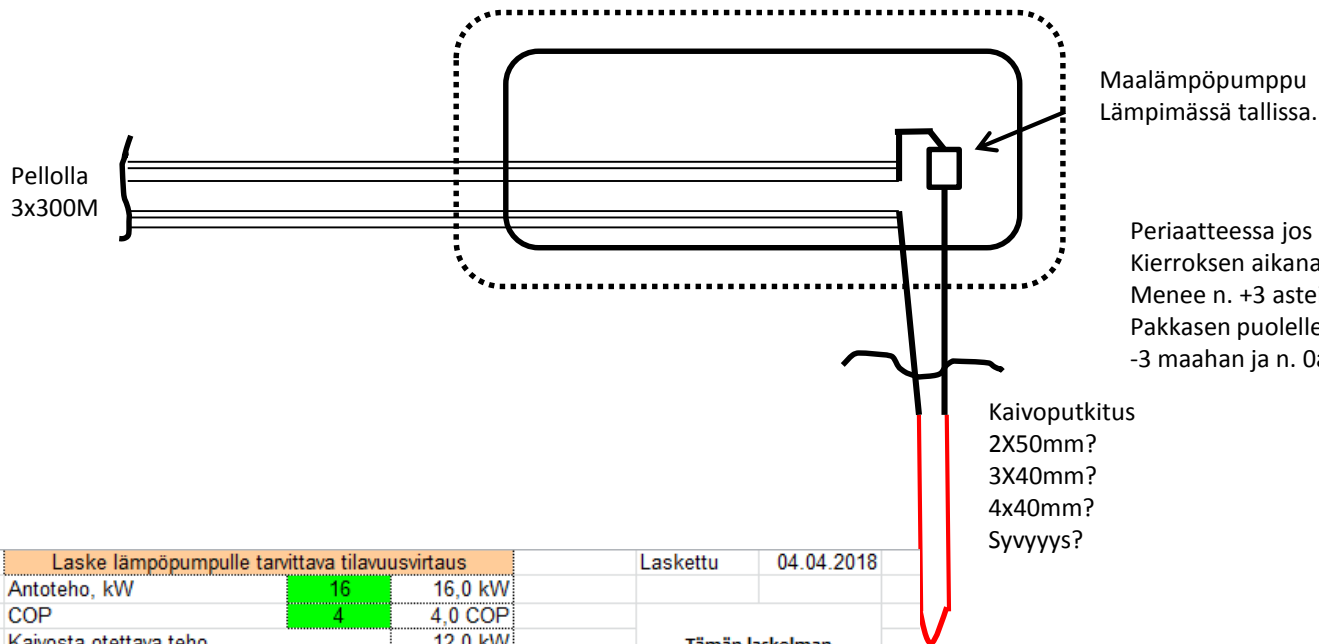 Maalämpöpumppu
Lämpimässä tallissa.
Pellolla
3x300M
Periaatteessa jos
Kierroksen aikana
Menee n. +3 aste
Pakkasen puolelle
-3 maahan ja n. 0a
Kaivoputkitus
2X50mm?
3X40mm?
4x40mm?
Syvyyys?
Laske lämpöpumpulle tarvittava tilavuusvirtaus
Laskettu 04.04.2018
Antoteho, kW 16 16,0 kW
COP 4 4,0 COP
Kaivosta otettava teho 12,0 kW
Tämän laskelman